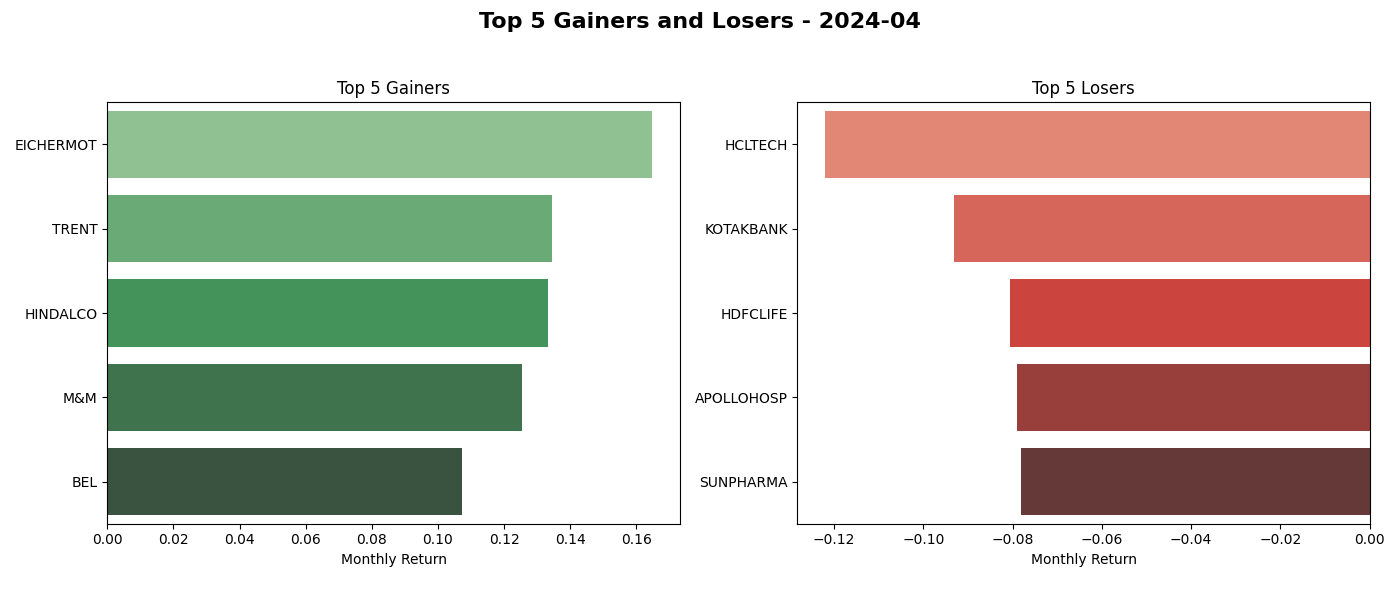 Top 5 Gainers and Losers - 2024-04
Top 5 Gainers
EICHERMOT
TRENT
HINDALCO
M&M
BEL
0.00 0.02 0.04 0.06 0.08 0.10 0.12 0.14 0.16
Monthly Return
Top 5 Losers
HCLTECH
KOTAKBANK
HDFCLIFE
APOLLOHOSP
SUNPHARMA
−0.12 −0.10 −0.08 −0.06 −0.04 −0.02 0.00
Monthly Return